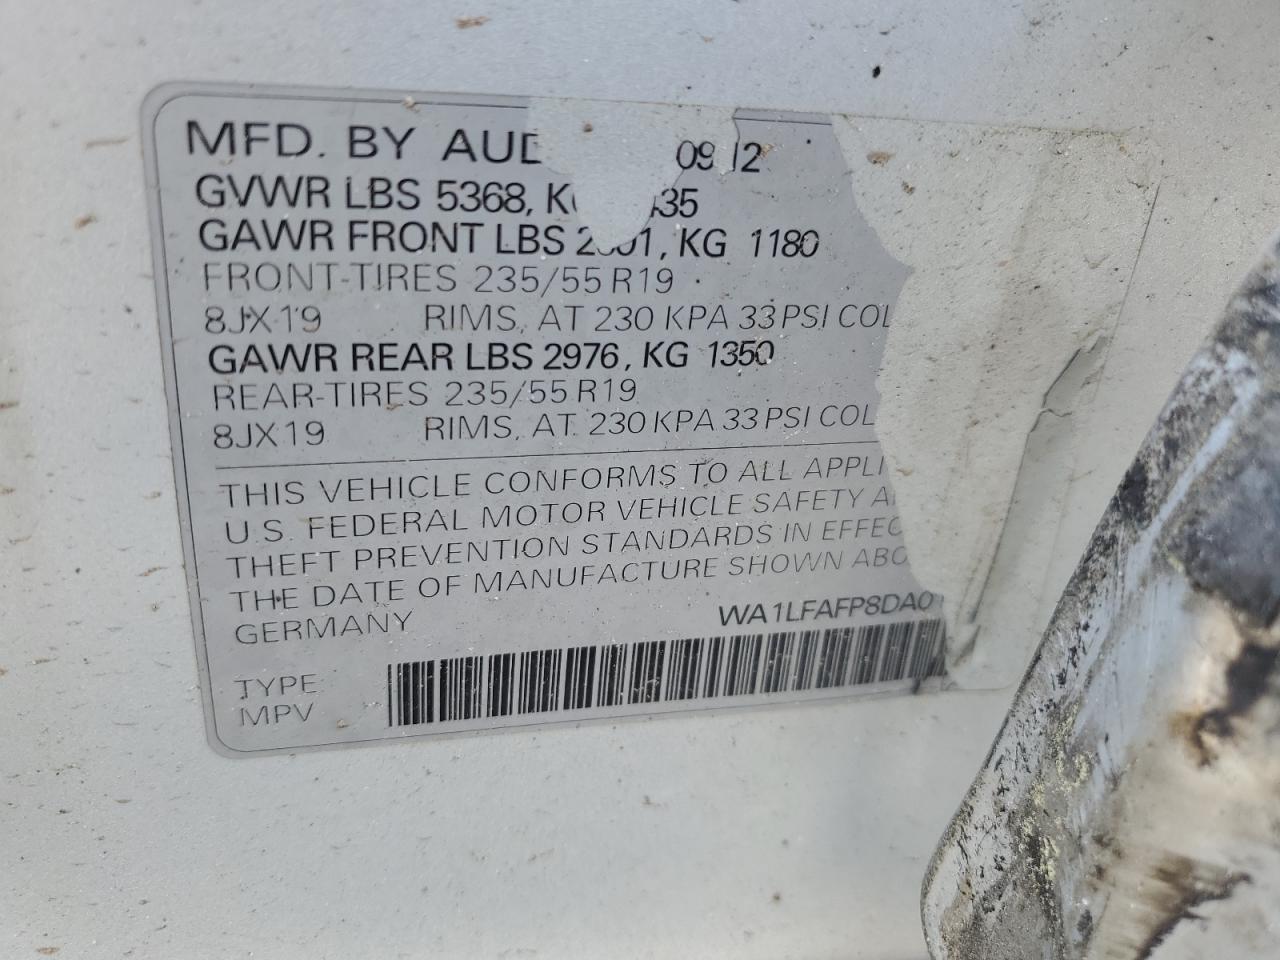 MFD. BY AUD 09 12
GVWR LBS 5368, KG 35
GAWR FRONT LBS , KG 1180
FRONT-TIRES 235/55 R19
8JX19 RIMS, AT 230 KPA 33 PSI COL
GAWR REAR LBS 2976, KG 1350
REAR-TIRES 235/55 R19
8JX19 RIMS, AT 230 KPA 33 PSI COL
THIS VEHICLE CONFORMS TO ALL APPLI
U.S. FEDERAL MOTOR VEHICLE SAFETY A
THEFT PREVENTION STANDARDS IN EFFEC
THE DATE OF MANUFACTURE SHOWN ABO
GERMANY WA1LFAFP8DA0
TYPE
MPV